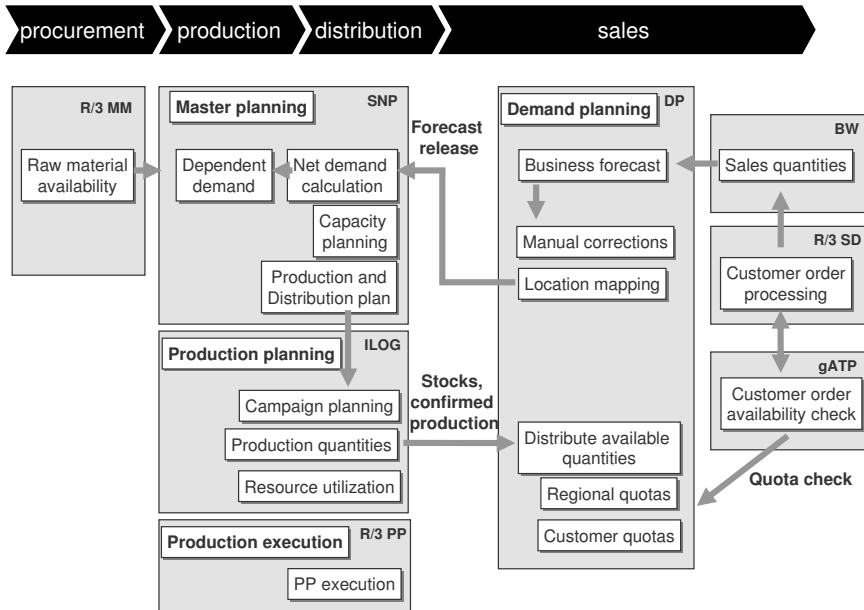 procurement
production
distribution
sales
R/3 MM
Raw material
availability
Master planning
SNP
Dependent
demand
Net demand
calculation
Capacity
planning
Production and
Distribution plan
Forecast
release
Production planning
ILOG
Campaign planning
Production quantities
Resource utilization
Stocks,
confirmed
production
Production execution
R/3 PP
PP execution
Demand planning
DP
Business forecast
Manual corrections
Location mapping
Distribute available
quantities
Regional quotas
Customer quotas
BW
Sales quantities
R/3 SD
Customer order
processing
gATP
Customer order
availability check
Quota check